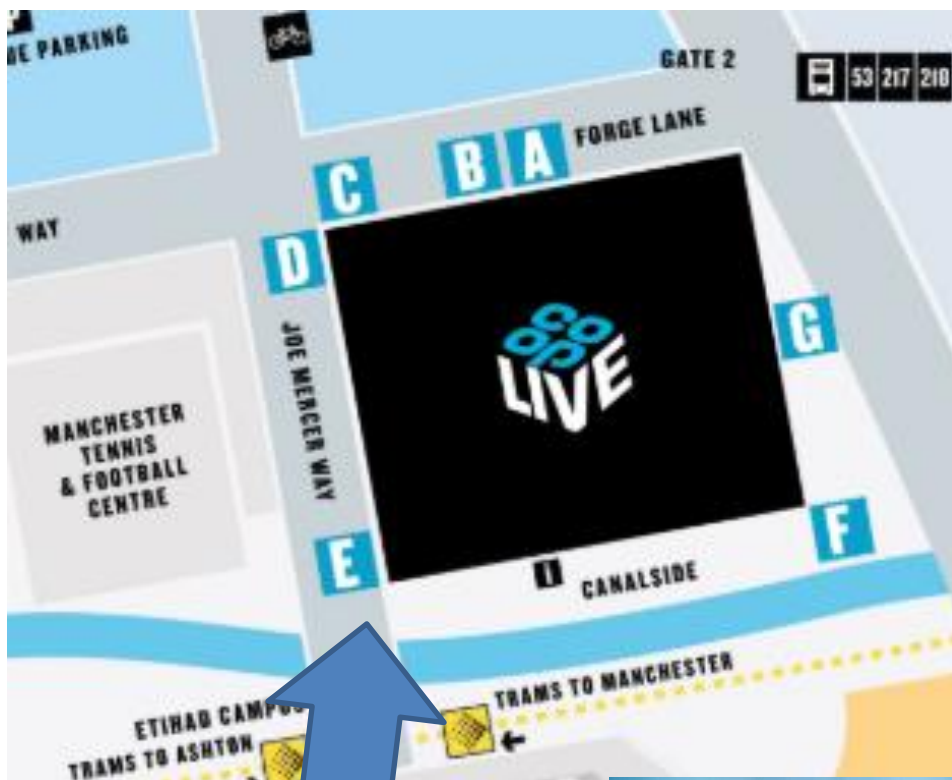 PARKING
GATE 2
53 217 218
FORGE LANE
B A
C
WAY
D
G
CO
OP
LIVE
JOE MERCER WAY
MANCHESTER
TENNIS
& FOOTBALL
CENTRE
F
E
i
CANALSIDE
TRAMS TO MANCHESTER
ETIHAD
TRAMS TO ASHTON